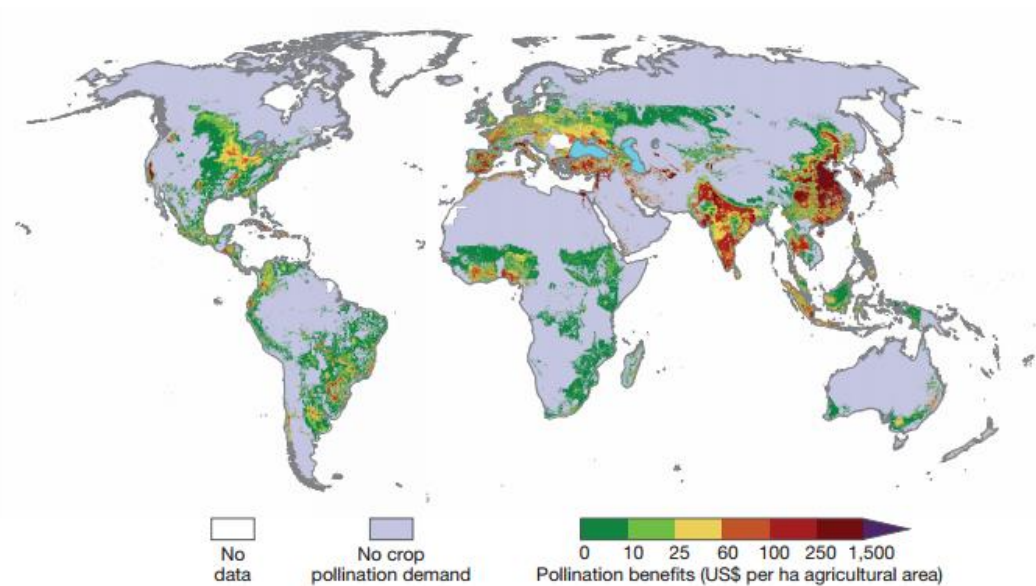 No
data
No crop
pollination demand
0 10 25 60 100 250 1,500
Pollination benefits (US$ per ha agricultural area)